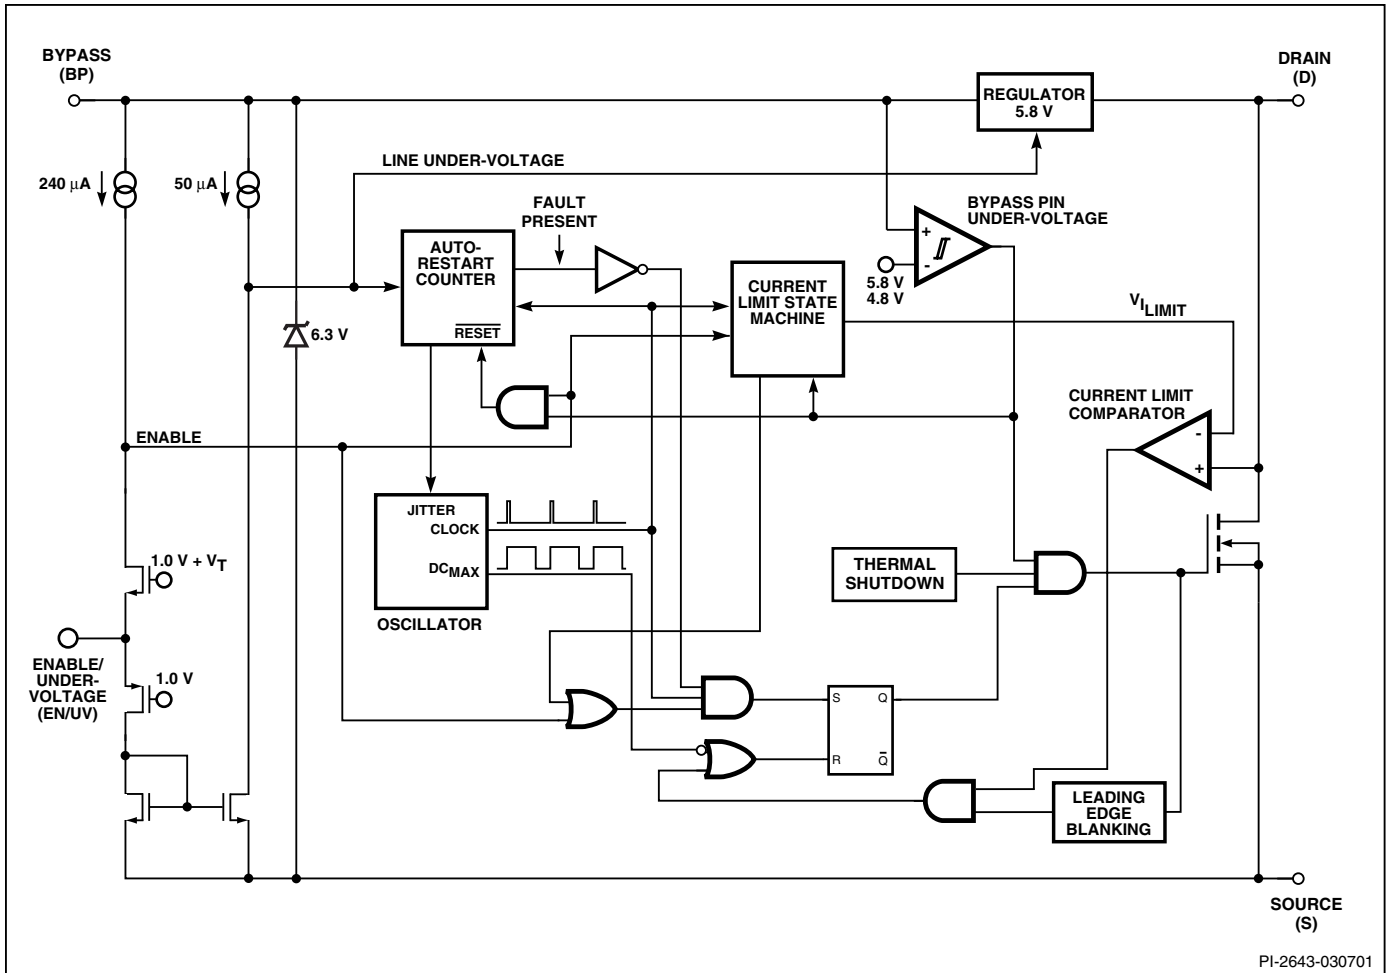 BYPASS
(BP)
DRAIN
(D)
REGULATOR
5.8 V
LINE UNDER-VOLTAGE
240 μA
50 μA
FAULT
PRESENT
BYPASS PIN
UNDER-VOLTAGE
+
-
5.8 V
4.8 V
AUTO-
RESTART
COUNTER
RESET
CURRENT
LIMIT STATE
MACHINE
VILIMIT
6.3 V
CURRENT LIMIT
COMPARATOR
-
+
ENABLE
JITTER
CLOCK
DCMAX
OSCILLATOR
1.0 V + VT
THERMAL
SHUTDOWN
ENABLE/
UNDER-
VOLTAGE
(EN/UV)
1.0 V
S
Q
R
Q̅
LEADING
EDGE
BLANKING
SOURCE
(S)
PI-2643-030701